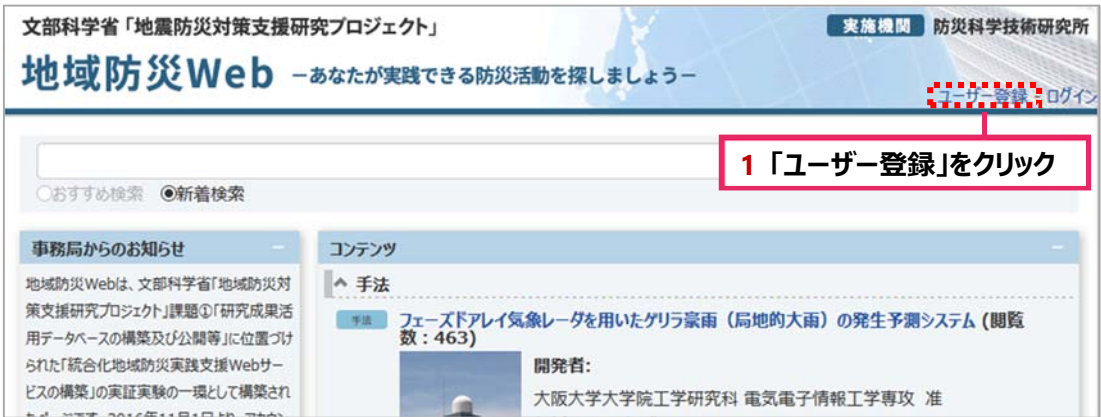 文部科学省「地震防災対策支援研究プロジェクト」
実施機関 防災科学技術研究所
地域防災Web －あなたが実践できる防災活動を探しましょう－
ユーザー登録 - ログイン
1 「ユーザー登録」をクリック
おすすめ検索 新着検索
事務局からのお知らせ
地域防災Webは、文部科学省「地域防災対
策支援研究プロジェクト」課題①「研究成果活
用データベースの構築及び公開等」に位置づけ
られた「統合化地域防災実践支援Webサー
ビスの構築」の実証実験の一環として構築され
コンテンツ
手法
手法 フェーズドアレイ気象レーダを用いたゲリラ豪雨（局地的大雨）の発生予測システム (閲覧
数：463)
開発者:
大阪大学大学院工学研究科 電気電子情報工学専攻 准